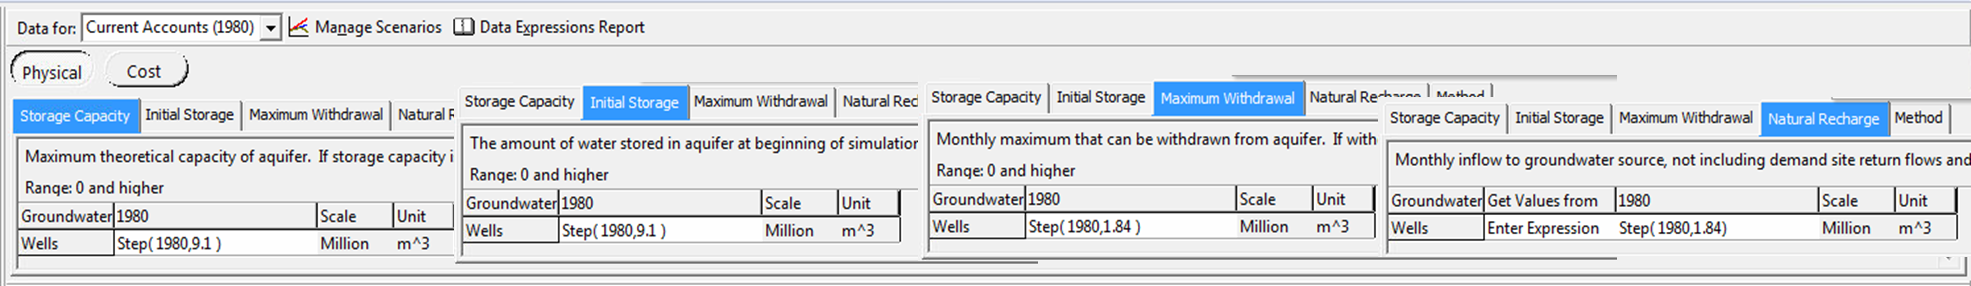 Data for: Current Accounts (1980) Manage Scenarios Data Expressions Report
Physical Cost
Storage Capacity Initial Storage Maximum Withdrawal Natural R
Maximum theoretical capacity of aquifer. If storage capacity i
Range: 0 and higher
Groundwater 1980 Scale Unit
Wells Step( 1980,9.1 ) Million m^3
Storage Capacity Initial Storage Maximum Withdrawal Natural Rec
The amount of water stored in aquifer at beginning of simulation
Range: 0 and higher
Groundwater 1980 Scale Unit
Wells Step( 1980,9.1 ) Million m^3
Storage Capacity Initial Storage Maximum Withdrawal Natural Recharge Method
Monthly maximum that can be withdrawn from aquifer. If with
Range: 0 and higher
Groundwater 1980 Scale Unit
Wells Step( 1980,1.84 ) Million m^3
Storage Capacity Initial Storage Maximum Withdrawal Natural Recharge Method
Monthly inflow to groundwater source, not including demand site return flows and
Groundwater Get Values from 1980 Scale Unit
Wells Enter Expression Step( 1980,1.84) Million m^3